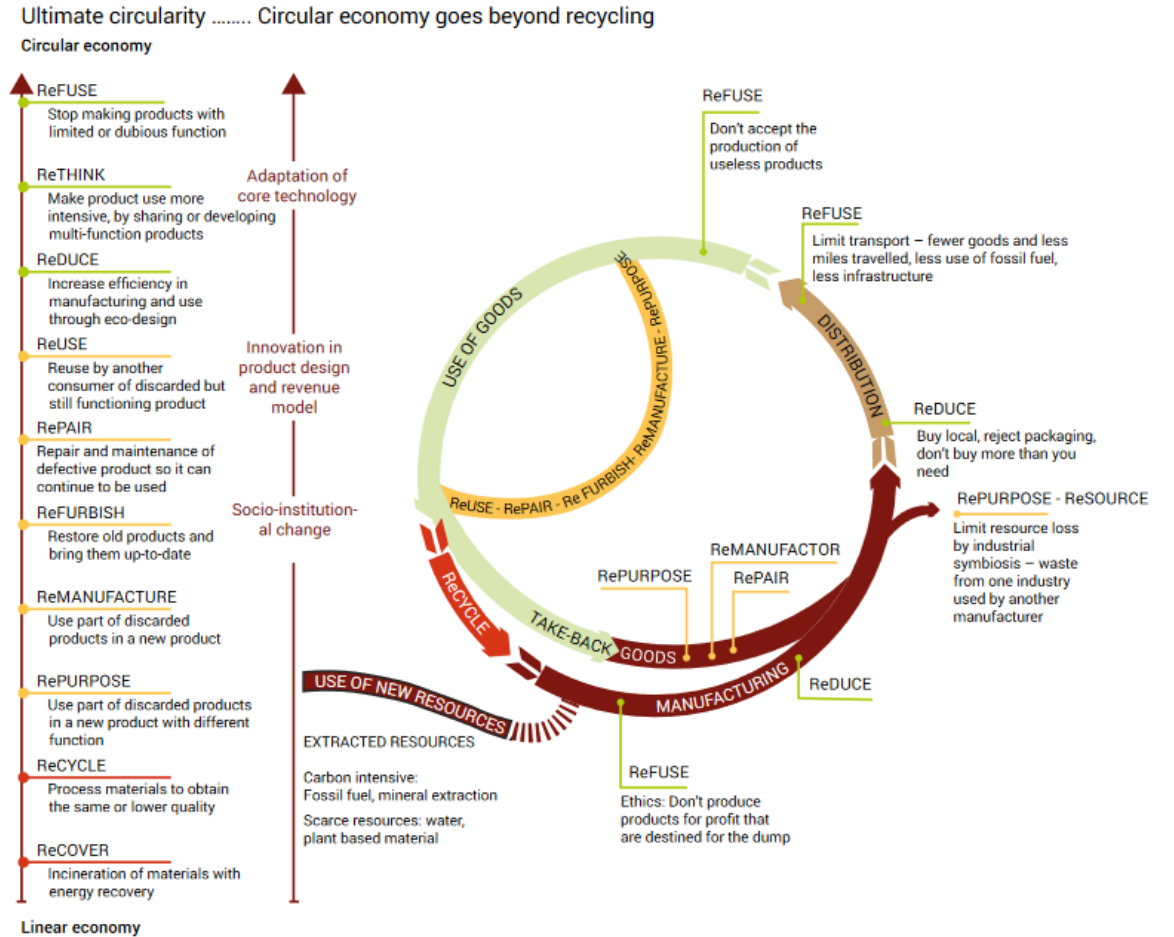 Ultimate circularity ........ Circular economy goes beyond recycling
Circular economy
ReFUSE
Stop making products with
limited or dubious function
ReTHINK
Make product use more
intensive, by sharing or developing
multi-function products
ReDUCE
Increase efficiency in
manufacturing and use
through eco-design
ReUSE
Reuse by another
consumer of discarded but
still functioning product
RePAIR
Repair and maintenance of
defective product so it can
continue to be used
ReFURBISH
Restore old products and
bring them up-to-date
ReMANUFACTURE
Use part of discarded
products in a new product
RePURPOSE
Use part of discarded products
in a new product with different
function
ReCYCLE
Process materials to obtain
the same or lower quality
ReCOVER
Incineration of materials with
energy recovery
Linear economy
Adaptation of
core technology
Innovation in
product design
and revenue
model
Socio-institution-
al change
ReFUSE
Don't accept the
production of
useless products
ReFUSE
Limit transport – fewer goods and less
miles travelled, less use of fossil fuel,
less infrastructure
DISTRIBUTION
ReDUCE
Buy local, reject packaging,
don't buy more than you
need
RePURPOSE - ReSOURCE
Limit resource loss
by industrial
symbiosis – waste
from one industry
used by another
manufacturer
USE OF GOODS
ReUSE - RePAIR - Re FURBISH- ReMANUFACTURE - RePURPOSE
ReCYCLE
TAKE-BACK
GOODS
RePURPOSE
ReMANUFACTOR
RePAIR
MANUFACTURING
ReDUCE
ReFUSE
Ethics: Don't produce
products for profit that
are destined for the dump
USE OF NEW RESOURCES
EXTRACTED RESOURCES
Carbon intensive:
Fossil fuel, mineral extraction
Scarce resources: water,
plant based material